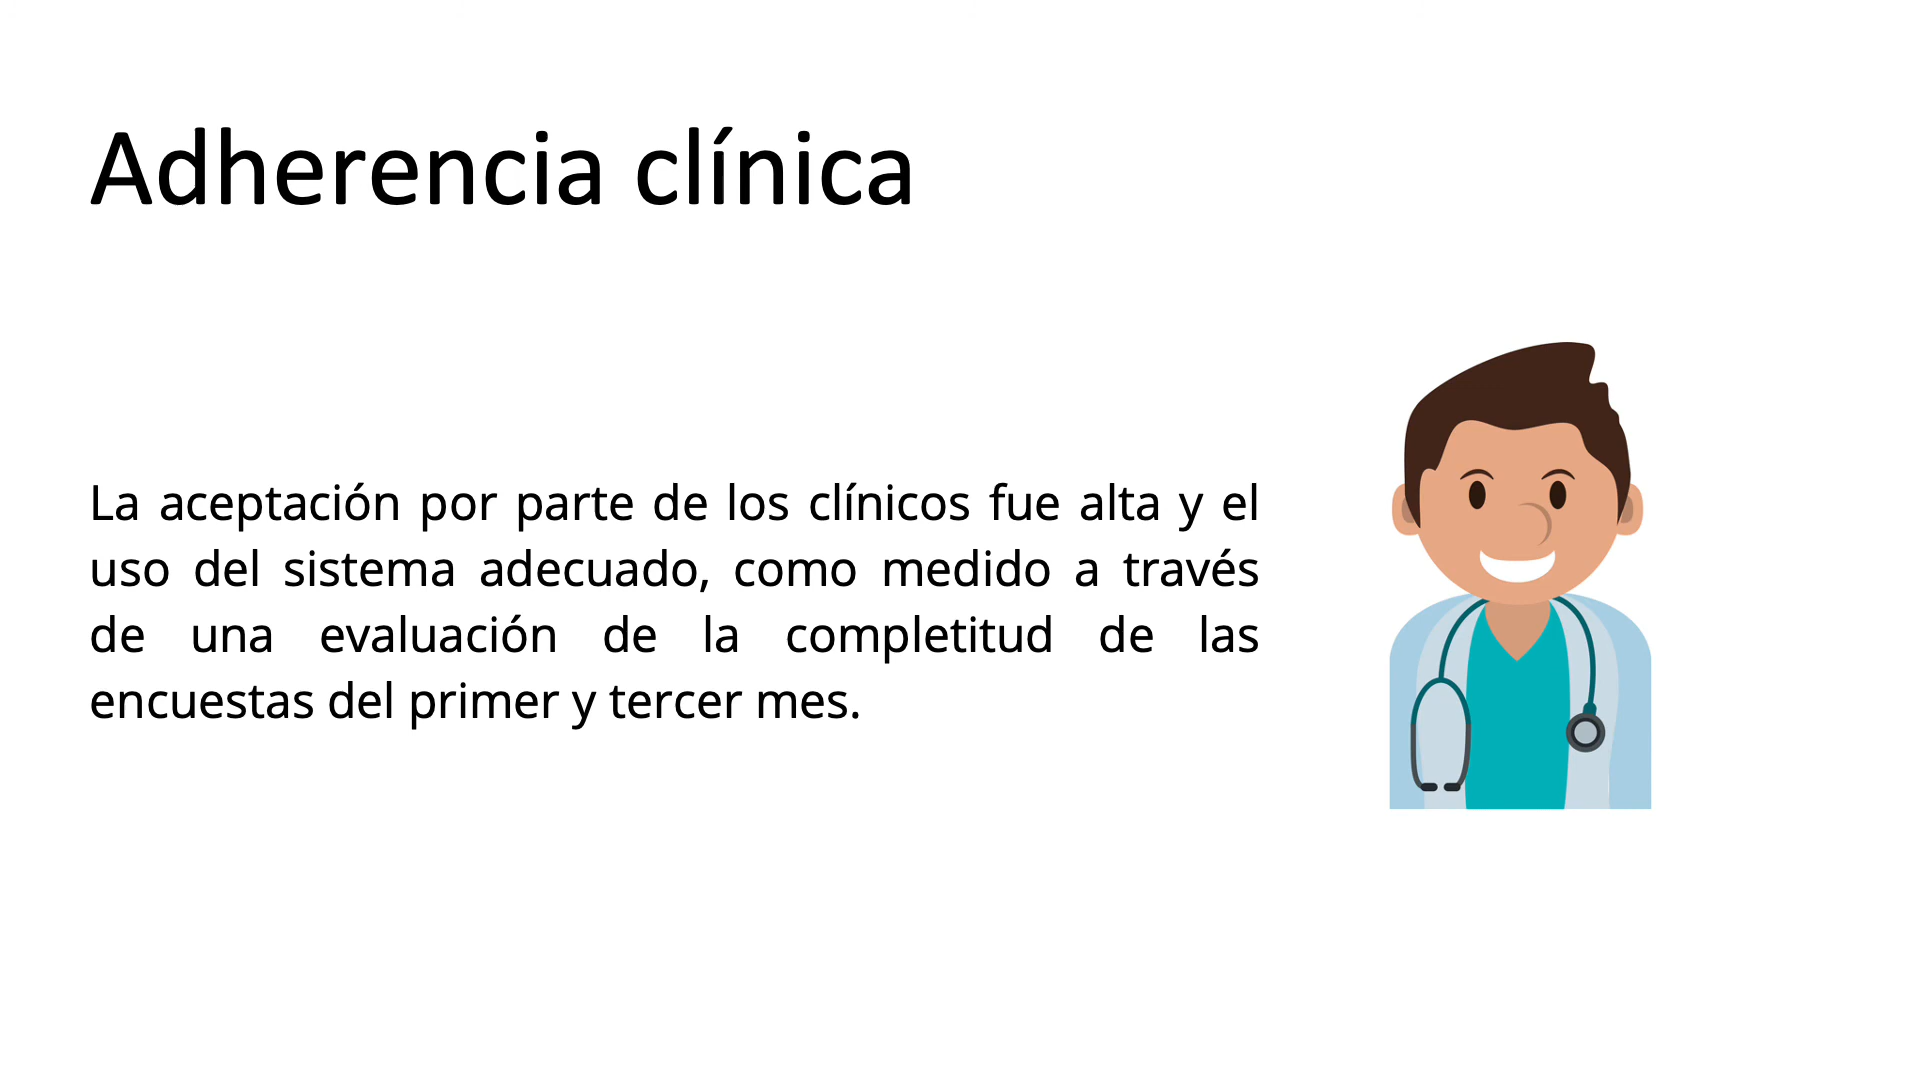 Adherencia clínica
La aceptación por parte de los clínicos fue alta y el
uso del sistema adecuado, como medido a través
de una evaluación de la completitud de las
encuestas del primer y tercer mes.